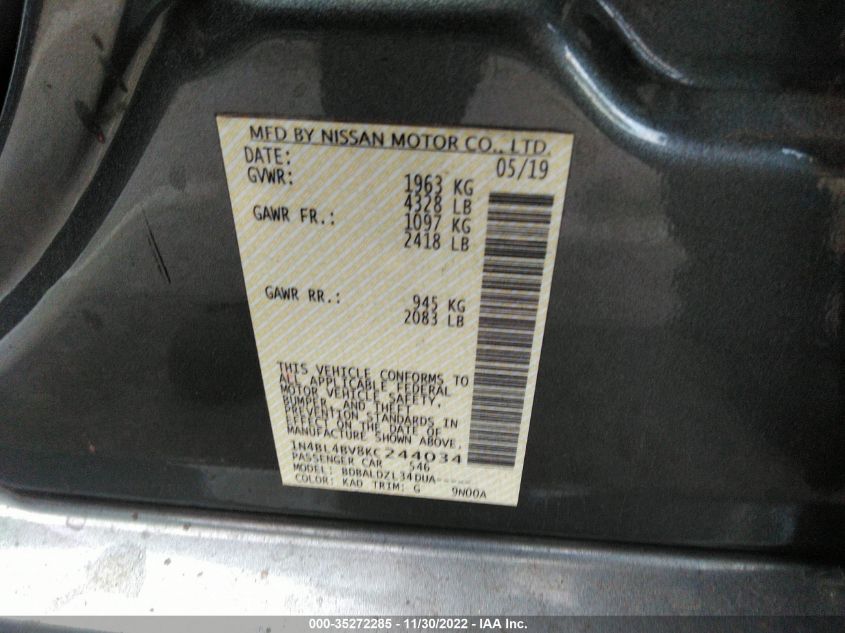 MFD BY NISSAN MOTOR CO., LTD.
DATE: 05/19
GVWR: 1963 KG
4328 LB
GAWR FR.: 1097 KG
2418 LB
GAWR RR.: 945 KG
2083 LB
THIS VEHICLE CONFORMS TO
ALL APPLICABLE FEDERAL
MOTOR VEHICLE SAFETY,
BUMPER, AND THEFT
PREVENTION STANDARDS IN
EFFECT ON THE DATE OF
MANUFACTURE SHOWN ABOVE.
1N4BL4BV8KC244034
PASSENGER CAR 546
MODEL: BDBALDZL34DUA-----
COLOR: KAD TRIM: G 9N00A
000-35272285 - 11/30/2022 - IAA Inc.